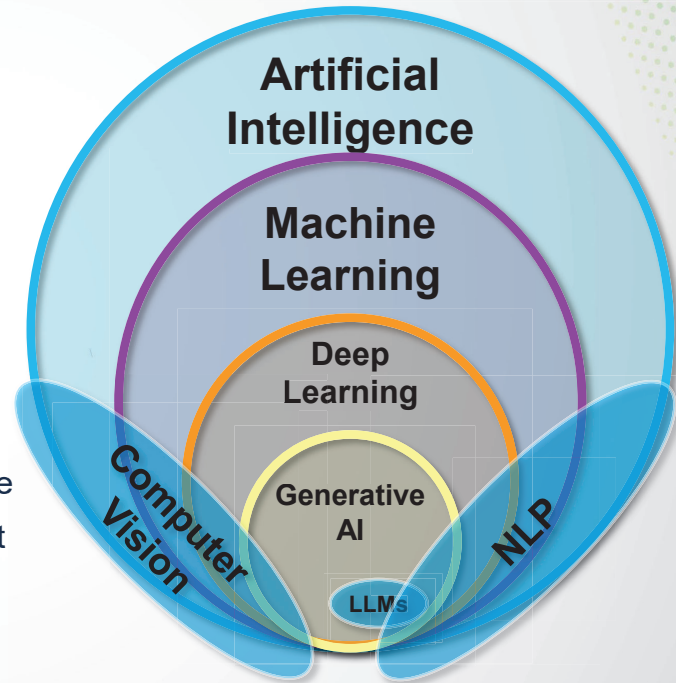 Artificial
Intelligence
Machine
Learning
Deep
Learning
Generative
AI
Computer
Vision
NLP
LLMs
e
t